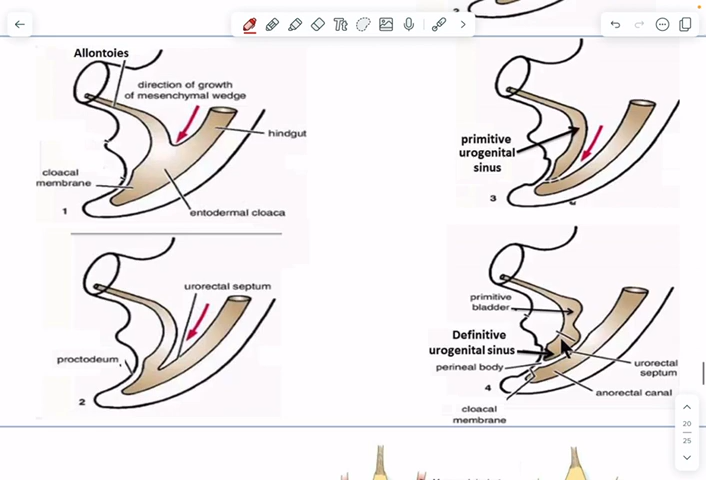 Tt
Allontoies
direction of growth
of mesenchymal wedge
hindgut
cloacal
membrane
1
entodermal cloaca
primitive
urogenital
sinus
3
urorectal septum
proctodeum
2
primitive
bladder
Definitive
urogenital sinus
perineal body
urorectal
septum
4
anorectal canal
cloacal
membrane
20
25